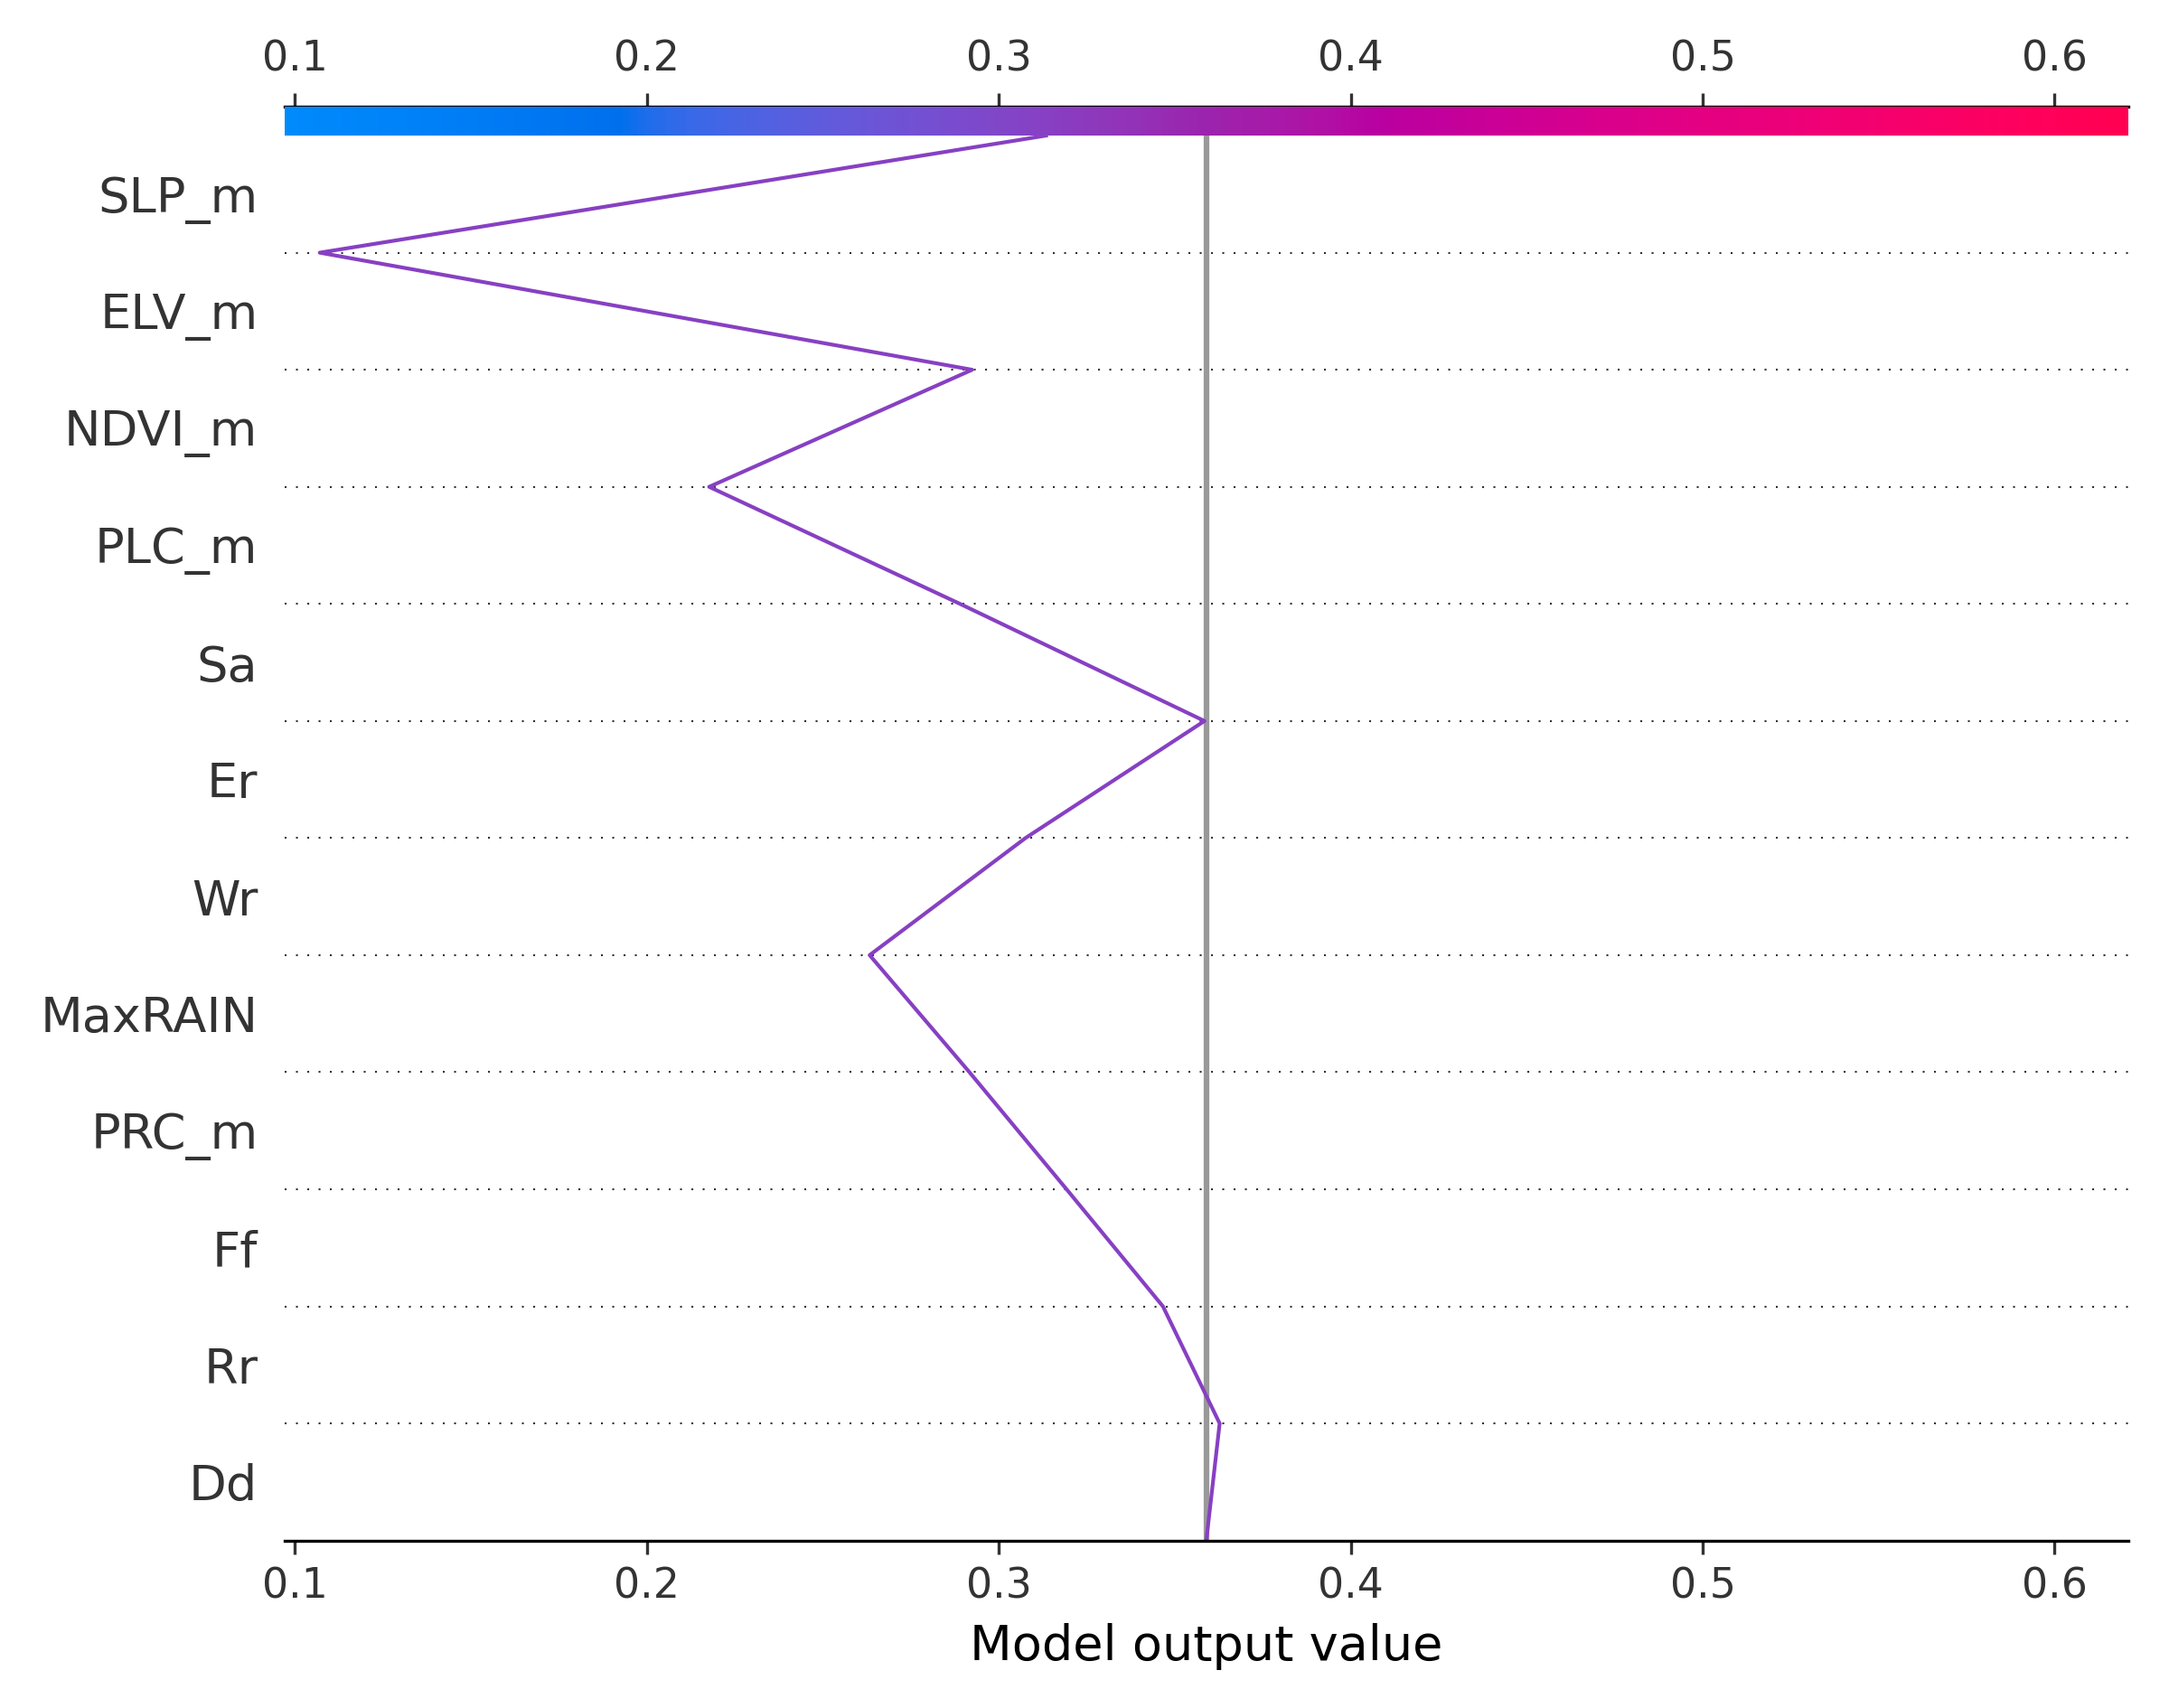 0.1 0.2 0.3 0.4 0.5 0.6
SLP_m
ELV_m
NDVI_m
PLC_m
Sa
Er
Wr
MaxRAIN
PRC_m
Ff
Rr
Dd
0.1 0.2 0.3 0.4 0.5 0.6
Model output value